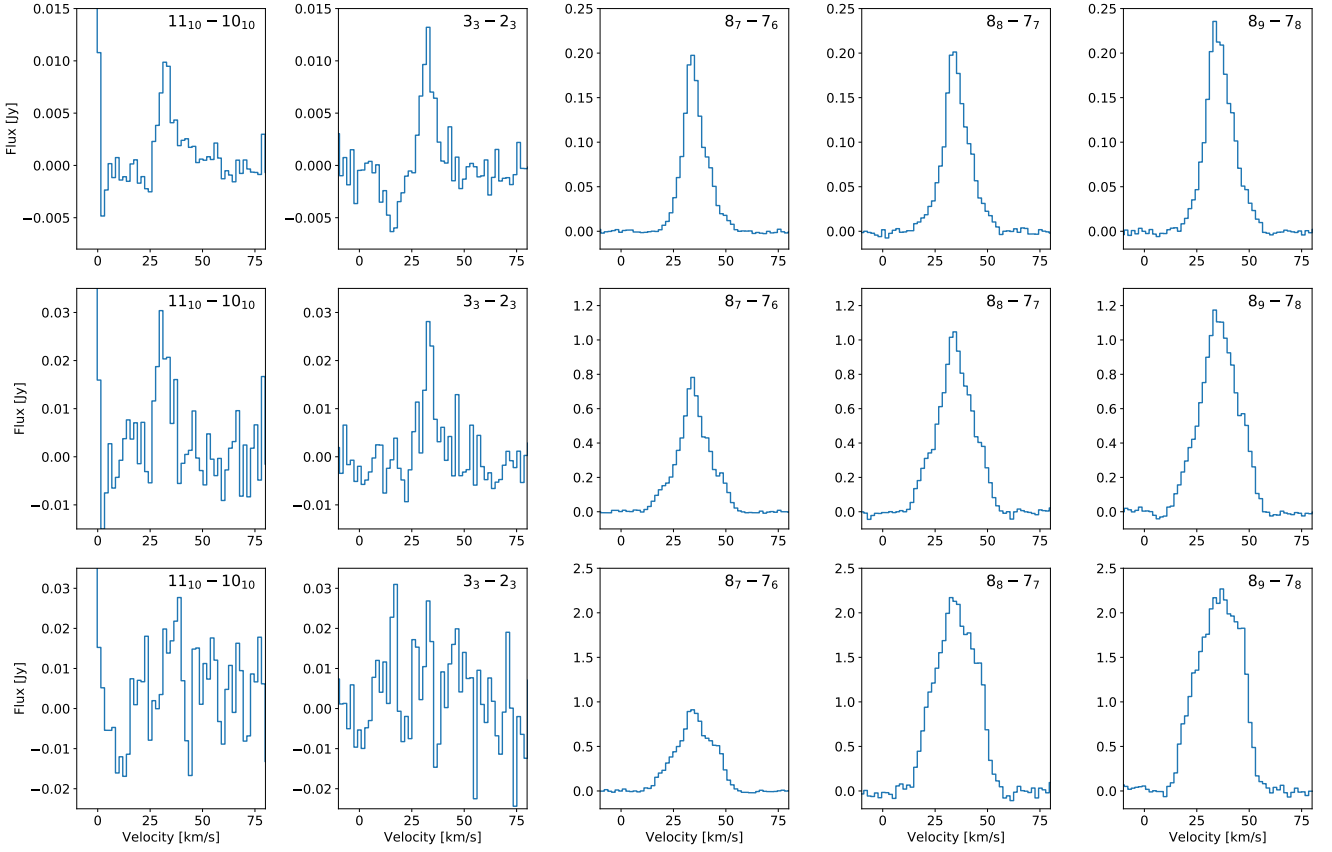 0.015 0.010 0.005 0.000 −0.005 Flux [Jy] 11₁₀ − 10₁₀ 0 25 50 75
0.015 0.010 0.005 0.000 −0.005 3₃ − 2₃ 0 25 50 75
0.25 0.20 0.15 0.10 0.05 0.00 8₇ − 7₆ 0 25 50 75
0.25 0.20 0.15 0.10 0.05 0.00 8₈ − 7₇ 0 25 50 75
0.25 0.20 0.15 0.10 0.05 0.00 8₉ − 7₈ 0 25 50 75
0.03 0.02 0.01 0.00 −0.01 Flux [Jy] 11₁₀ − 10₁₀ 0 25 50 75
0.03 0.02 0.01 0.00 −0.01 3₃ − 2₃ 0 25 50 75
1.2 1.0 0.8 0.6 0.4 0.2 0.0 8₇ − 7₆ 0 25 50 75
1.2 1.0 0.8 0.6 0.4 0.2 0.0 8₈ − 7₇ 0 25 50 75
1.2 1.0 0.8 0.6 0.4 0.2 0.0 8₉ − 7₈ 0 25 50 75
0.03 0.02 0.01 0.00 −0.01 −0.02 Flux [Jy] 11₁₀ − 10₁₀ 0 25 50 75 Velocity [km/s]
0.03 0.02 0.01 0.00 −0.01 −0.02 3₃ − 2₃ 0 25 50 75 Velocity [km/s]
2.5 2.0 1.5 1.0 0.5 0.0 8₇ − 7₆ 0 25 50 75 Velocity [km/s]
2.5 2.0 1.5 1.0 0.5 0.0 8₈ − 7₇ 0 25 50 75 Velocity [km/s]
2.5 2.0 1.5 1.0 0.5 0.0 8₉ − 7₈ 0 25 50 75 Velocity [km/s]